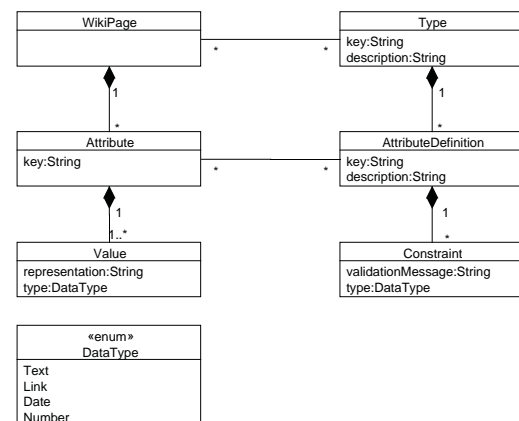 WikiPage
Type
key:String
description:String
* *
1
1
*
*
Attribute
key:String
AttributeDefinition
key:String
description:String
* *
1
1
1..*
*
Value
representation:String
type:DataType
Constraint
validationMessage:String
type:DataType
«enum»
DataType
Text
Link
Date
Number